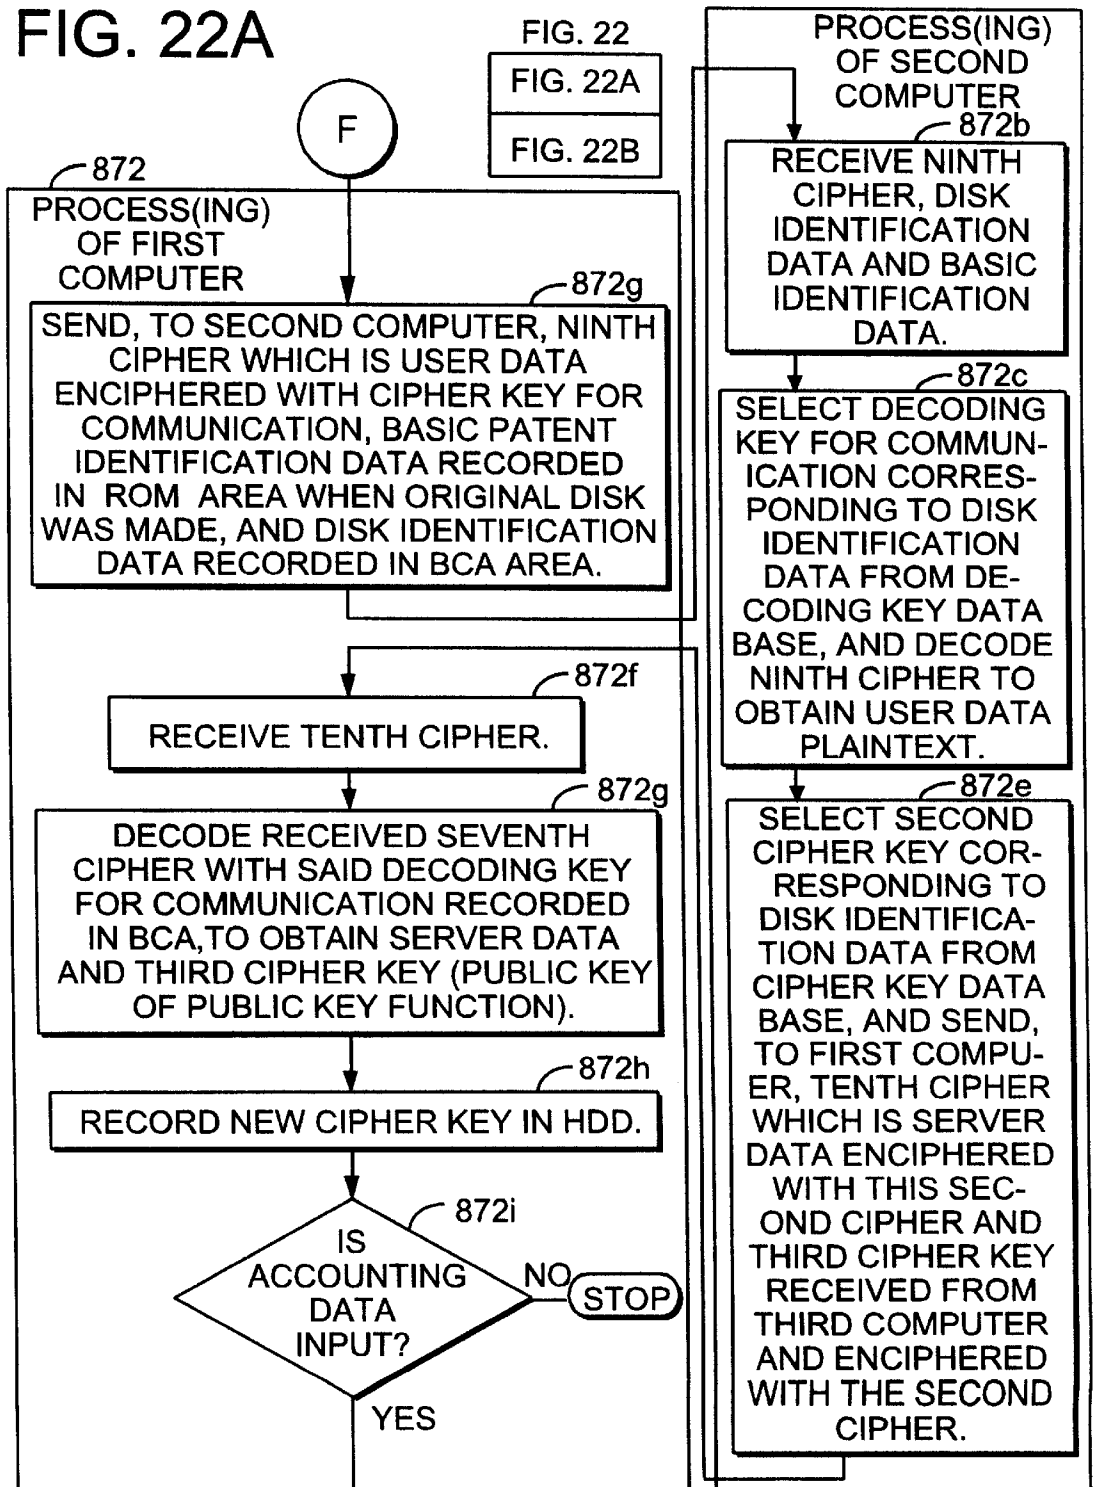 FIG. 22A
FIG. 22
FIG. 22A
FIG. 22B
F
872
PROCESS(ING)
OF FIRST
COMPUTER
872g
SEND, TO SECOND COMPUTER, NINTH
CIPHER WHICH IS USER DATA
ENCIPHERED WITH CIPHER KEY FOR
COMMUNICATION, BASIC PATENT
IDENTIFICATION DATA RECORDED
IN ROM AREA WHEN ORIGINAL DISK
WAS MADE, AND DISK IDENTIFICATION
DATA RECORDED IN BCA AREA.
872f
RECEIVE TENTH CIPHER.
872g
DECODE RECEIVED SEVENTH
CIPHER WITH SAID DECODING KEY
FOR COMMUNICATION RECORDED
IN BCA,TO OBTAIN SERVER DATA
AND THIRD CIPHER KEY (PUBLIC KEY
OF PUBLIC KEY FUNCTION).
872h
RECORD NEW CIPHER KEY IN HDD.
872i
IS
ACCOUNTING
DATA
INPUT?
NO
STOP
YES
PROCESS(ING)
OF SECOND
COMPUTER
872b
RECEIVE NINTH
CIPHER, DISK
IDENTIFICATION
DATA AND BASIC
IDENTIFICATION
DATA.
872c
SELECT DECODING
KEY FOR COMMUN-
ICATION CORRES-
PONDING TO DISK
IDENTIFICATION
DATA FROM DE-
CODING KEY DATA
BASE, AND DECODE
NINTH CIPHER TO
OBTAIN USER DATA
PLAINTEXT.
872e
SELECT SECOND
CIPHER KEY COR-
RESPONDING TO
DISK IDENTIFICA-
TION DATA FROM
CIPHER KEY DATA
BASE, AND SEND,
TO FIRST COMPU-
ER, TENTH CIPHER
WHICH IS SERVER
DATA ENCIPHERED
WITH THIS SEC-
OND CIPHER AND
THIRD CIPHER KEY
RECEIVED FROM
THIRD COMPUTER
AND ENCIPHERED
WITH THE SECOND
CIPHER.